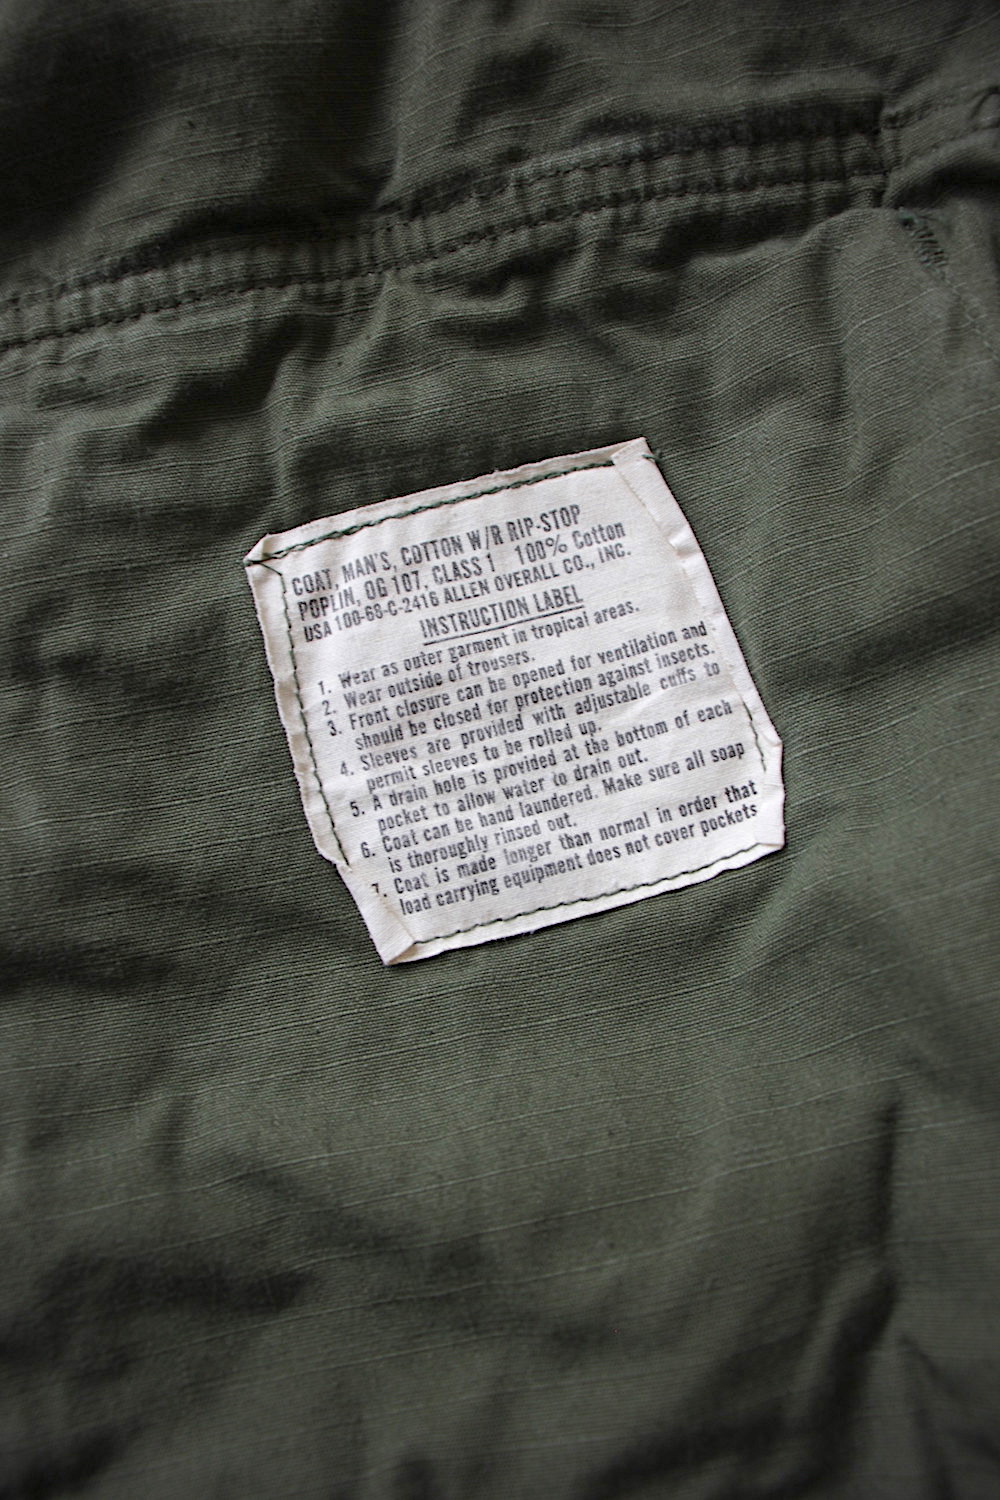 COAT, MAN'S, COTTON W/R RIP-STOP
POPLIN, OG 107, CLASS 1 100% Cotton
USA 100-68-C-2416 ALLEN OVERALL CO., INC.
INSTRUCTION LABEL
1. Wear as outer garment in tropical areas.
2. Wear outside of trousers.
3. Front closure can be opened for ventilation and
should be closed for protection against insects.
4. Sleeves are provided with adjustable cuffs to
permit sleeves to be rolled up.
5. A drain hole is provided at the bottom of each
pocket to allow water to drain out.
6. Coat can be hand laundered. Make sure all soap
is thoroughly rinsed out.
7. Coat is made longer than normal in order that
load carrying equipment does not cover pockets